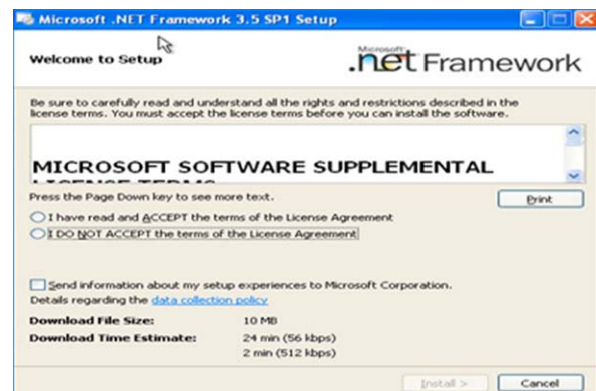 Microsoft .NET Framework 3.5 SP1 Setup
Welcome to Setup
Microsoft
.net Framework
Be sure to carefully read and understand all the rights and restrictions described in the
license terms. You must accept the license terms before you can install the software.
MICROSOFT SOFTWARE SUPPLEMENTAL
LICENSE TERMS
Press the Page Down key to see more text.
Print
I have read and ACCEPT the terms of the License Agreement
I DO NOT ACCEPT the terms of the License Agreement
Send information about my setup experiences to Microsoft Corporation.
Details regarding the data collection policy
Download File Size: 10 MB
Download Time Estimate: 24 min (56 kbps)
2 min (512 kbps)
Install >
Cancel